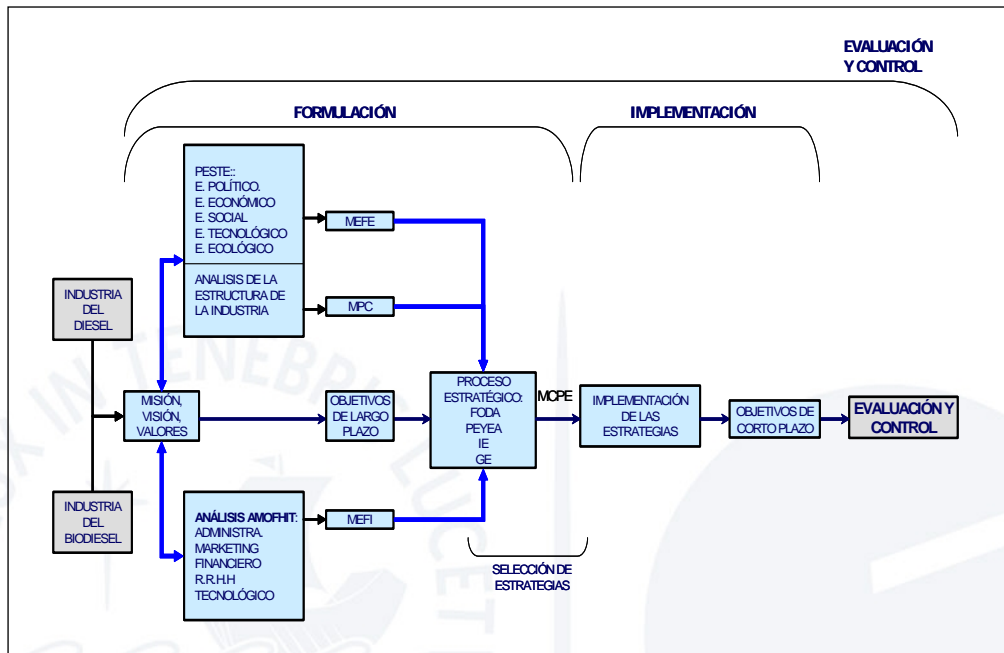 EVALUACIÓN
Y CONTROL
FORMULACIÓN
IMPLEMENTACIÓN
PESTE::
E. POLÍTICO.
E. ECONÓMICO
E. SOCIAL
E. TECNOLÓGICO
E. ECOLÓGICO
MEFE
ANALISIS DE LA
ESTRUCTURA DE
LA INDUSTRIA
MPC
INDUSTRIA
DEL
DIESEL
MISIÓN,
VISIÓN,
VALORES
OBJETIVOS
DE LARGO
PLAZO
PROCESO
ESTRATÉGICO:
FODA
PEYEA
IE
GE
MCPE
IMPLEMENTACIÓN
DE LAS
ESTRATEGIAS
OBJETIVOS DE
CORTO PLAZO
EVALUACIÓN Y
CONTROL
INDUSTRIA
DEL
BIODIESEL
ANÁLISIS AMOFHIT:
ADMINISTRA.
MARKETING
FINANCIERO
R.R.H.H
TECNOLÓGICO
MEFI
SELECCIÓN DE
ESTRATEGIAS